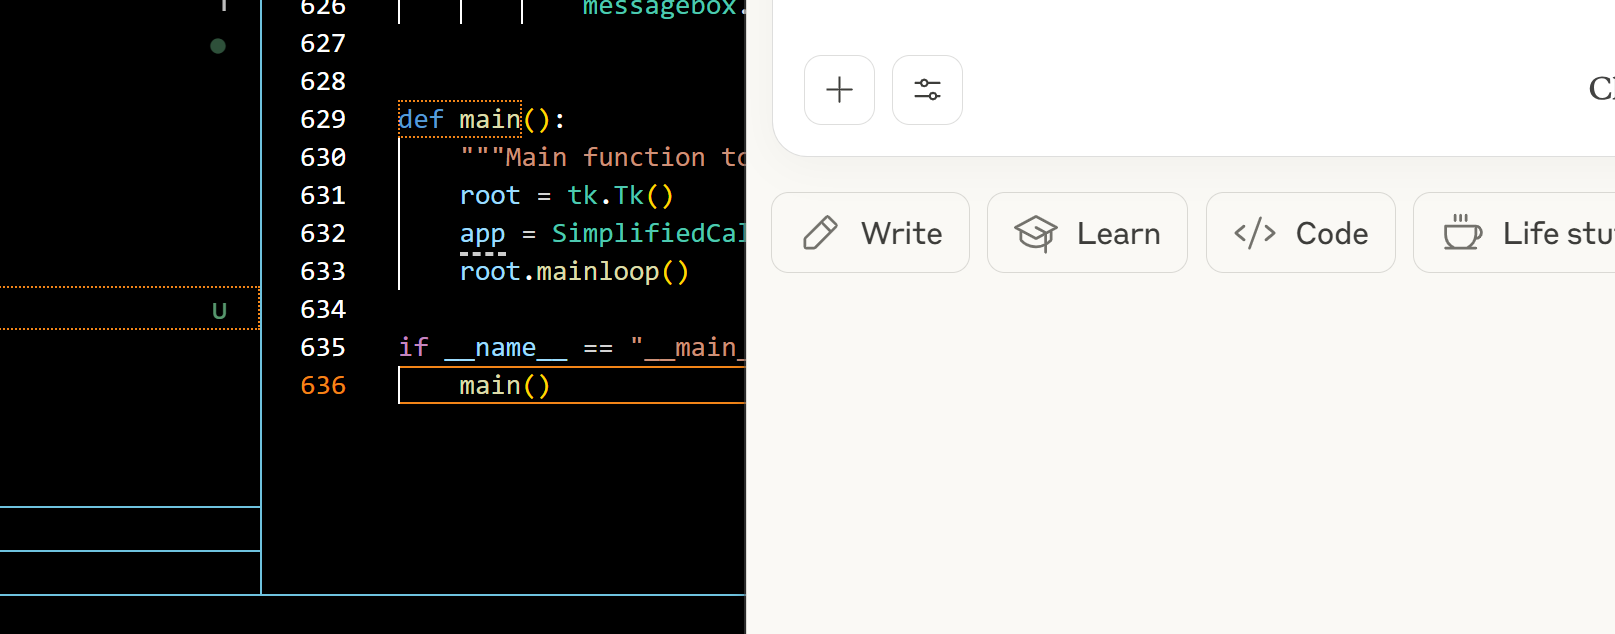 626 messagebox.
627
628
629 def main():
630 """Main function to
631 root = tk.Tk()
632 app = SimplifiedCal
633 root.mainloop()
634
U
635 if __name__ == "__main_
636 main()
Write
Learn
</> Code
Life stu